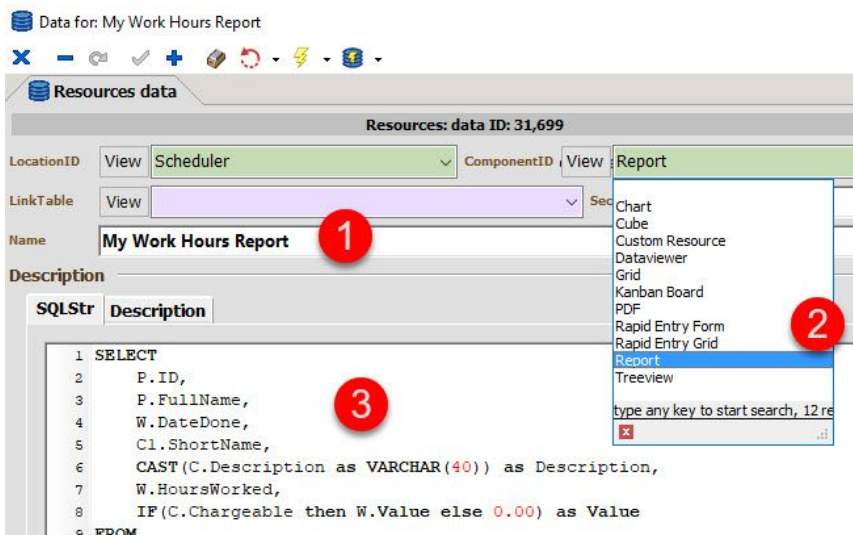 Data for: My Work Hours Report
Resources data
Resources: data ID: 31,699
LocationID View Scheduler ComponentID View Report
LinkTable View Sec
Name My Work Hours Report 1
Chart
Cube
Custom Resource
Dataviewer
Grid
Kanban Board
PDF
Rapid Entry Form
Rapid Entry Grid
Report
Treeview
2
type any key to start search, 12 re
Description
SQLStr Description
1 SELECT
2 P.ID,
3 P.FullName,
4 W.DateDone,
5 Cl.ShortName,
6 CAST(C.Description as VARCHAR(40)) as Description,
7 W.HoursWorked,
8 IF(C.Chargeable then W.Value else 0.00) as Value
9 FROM
3